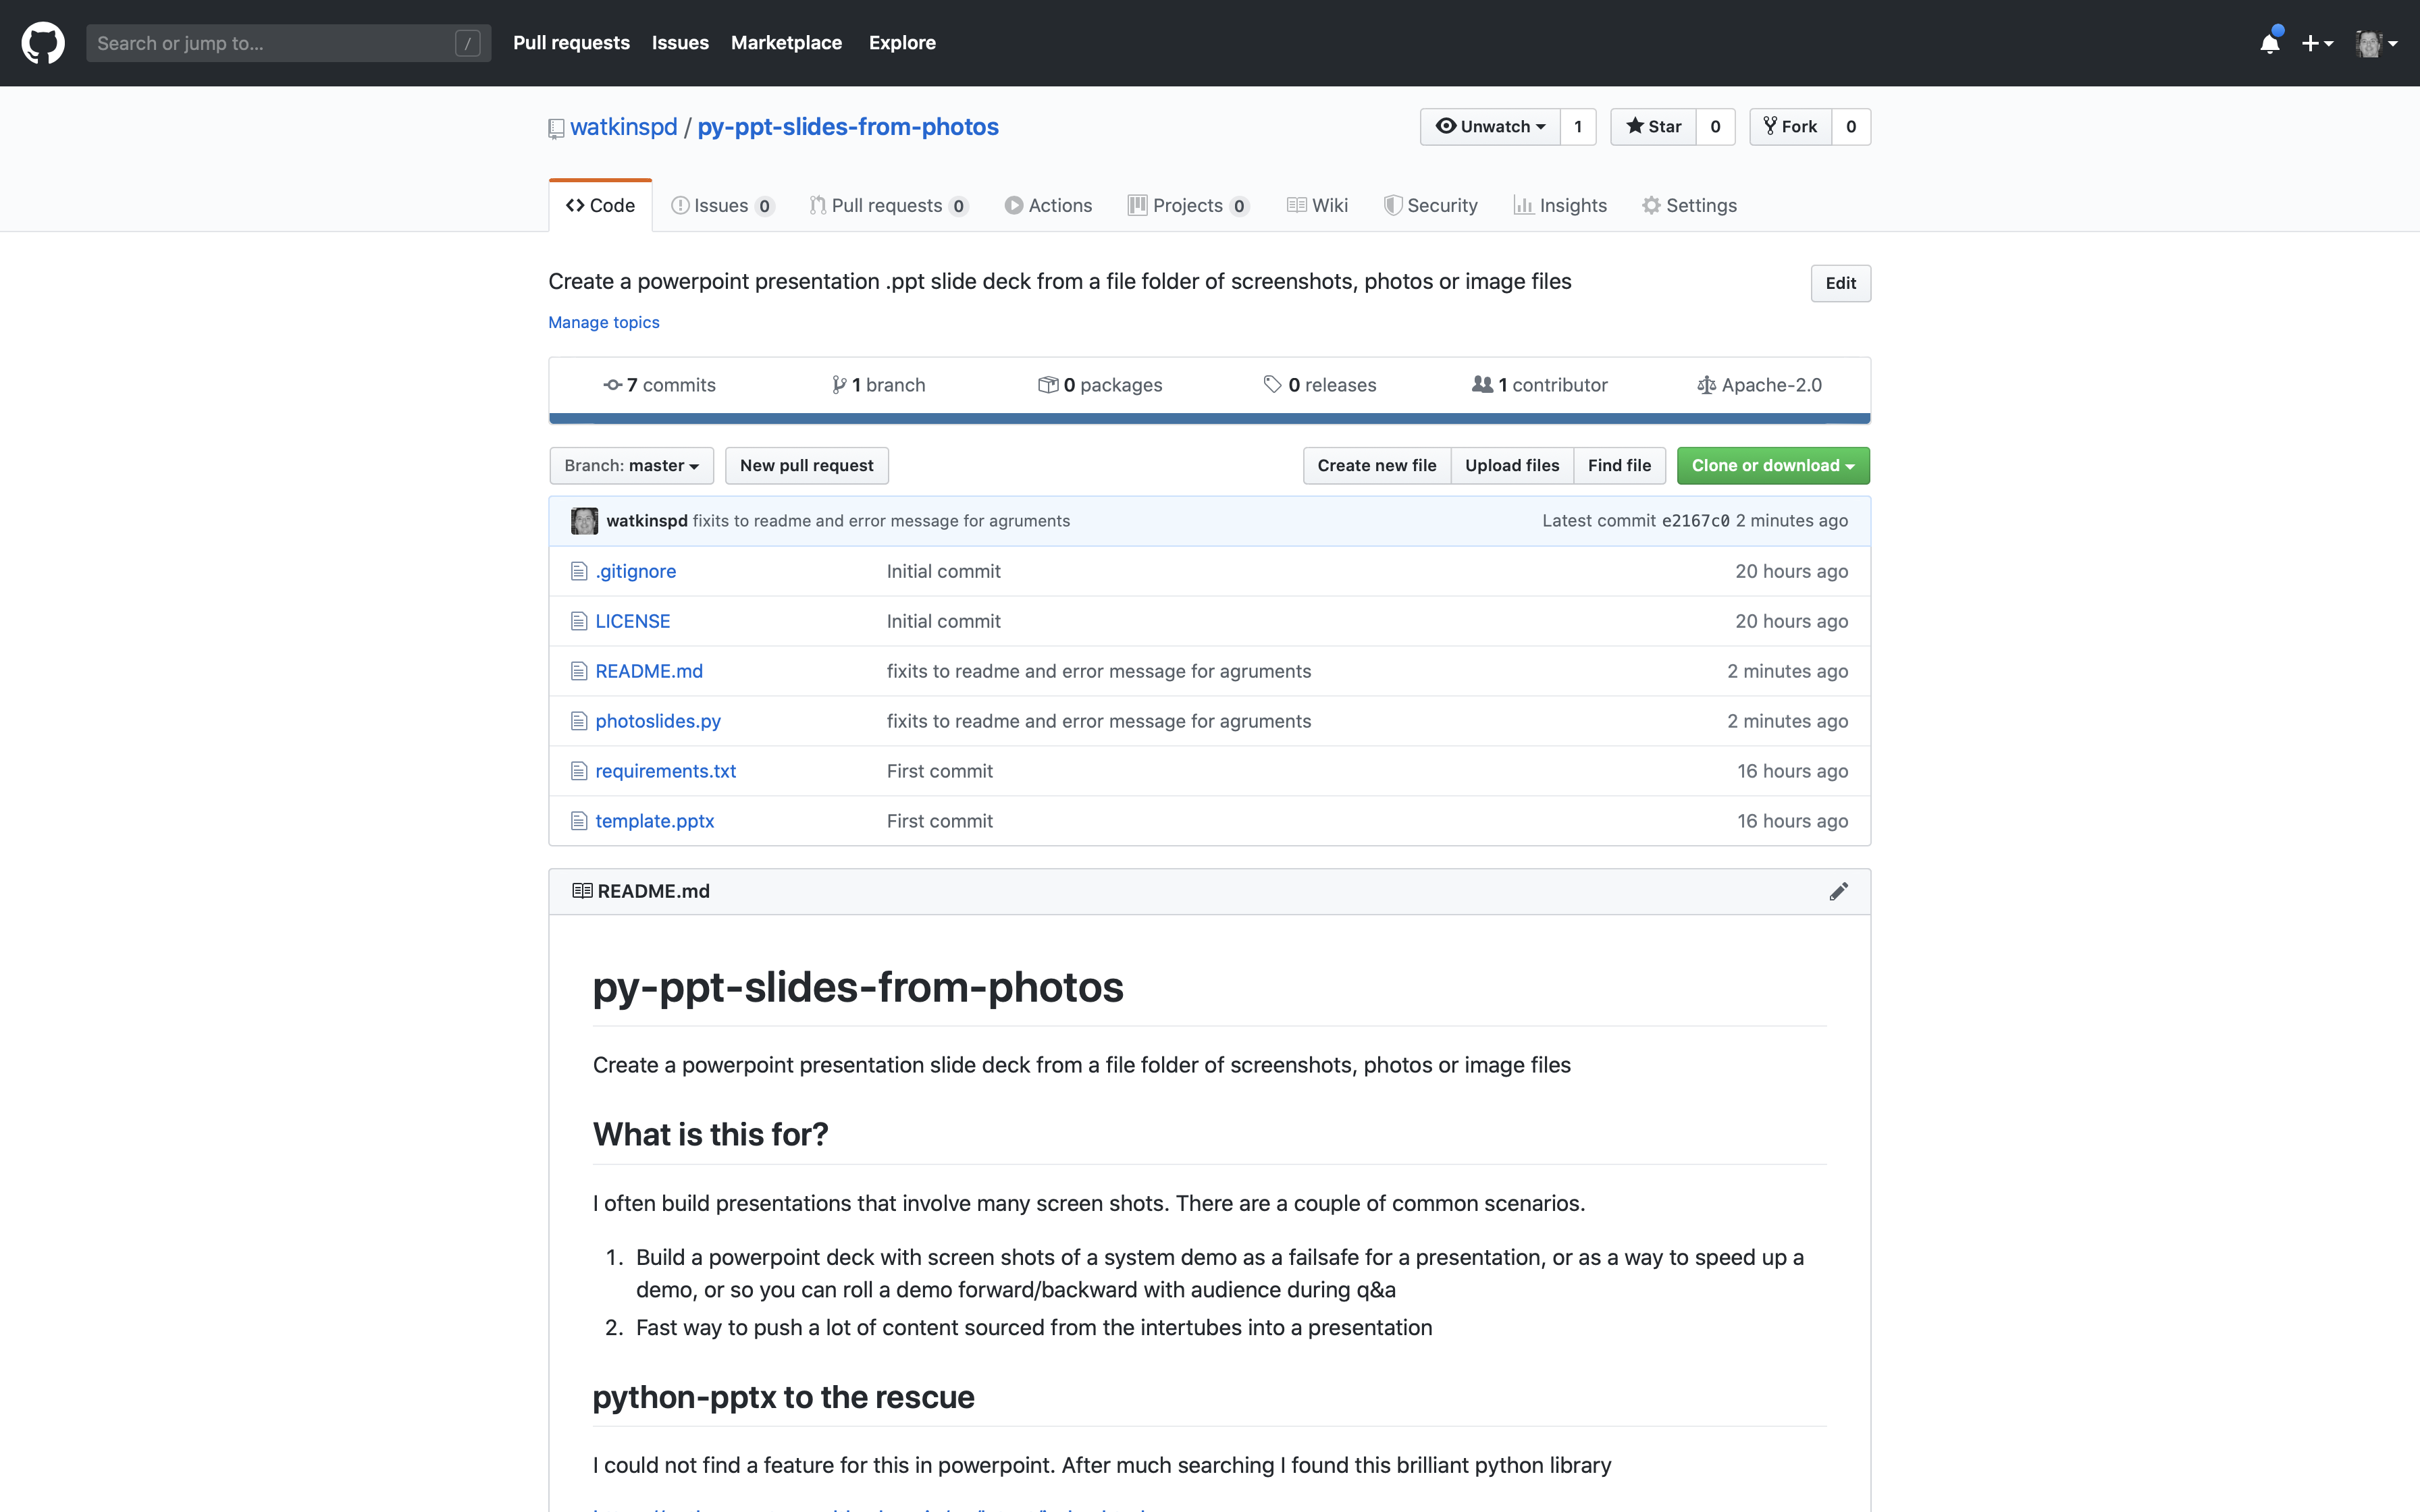 Search or jump to... /
Pull requests Issues Marketplace Explore
watkinspd / py-ppt-slides-from-photos
Unwatch 1 Star 0 Fork 0
Code Issues 0 Pull requests 0 Actions Projects 0 Wiki Security Insights Settings
Create a powerpoint presentation .ppt slide deck from a file folder of screenshots, photos or image files
Edit
Manage topics
7 commits 1 branch 0 packages 0 releases 1 contributor Apache-2.0
Branch: master New pull request Create new file Upload files Find file Clone or download
watkinspd fixits to readme and error message for agruments Latest commit e2167c0 2 minutes ago
.gitignore Initial commit 20 hours ago
LICENSE Initial commit 20 hours ago
README.md fixits to readme and error message for agruments 2 minutes ago
photoslides.py fixits to readme and error message for agruments 2 minutes ago
requirements.txt First commit 16 hours ago
template.pptx First commit 16 hours ago
README.md
py-ppt-slides-from-photos
Create a powerpoint presentation slide deck from a file folder of screenshots, photos or image files
What is this for?
I often build presentations that involve many screen shots. There are a couple of common scenarios.
1. Build a powerpoint deck with screen shots of a system demo as a failsafe for a presentation, or as a way to speed up a
demo, or so you can roll a demo forward/backward with audience during q&a
2. Fast way to push a lot of content sourced from the intertubes into a presentation
python-pptx to the rescue
I could not find a feature for this in powerpoint. After much searching I found this brilliant python library